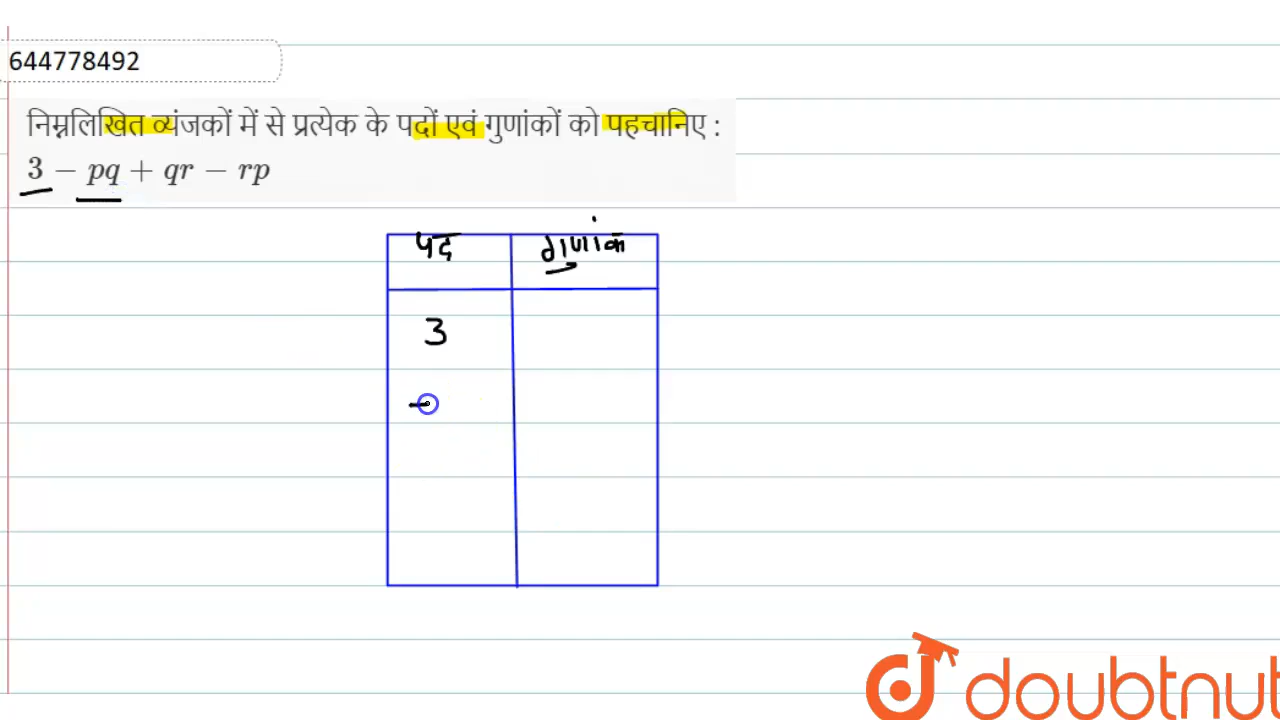 644778492
निम्नलिखित व्यंजकों में से प्रत्येक के पदों एवं गुणांकों को पहचानिए :
3 − pq + qr − rp
पद गुणांक
3
−
doubtnut